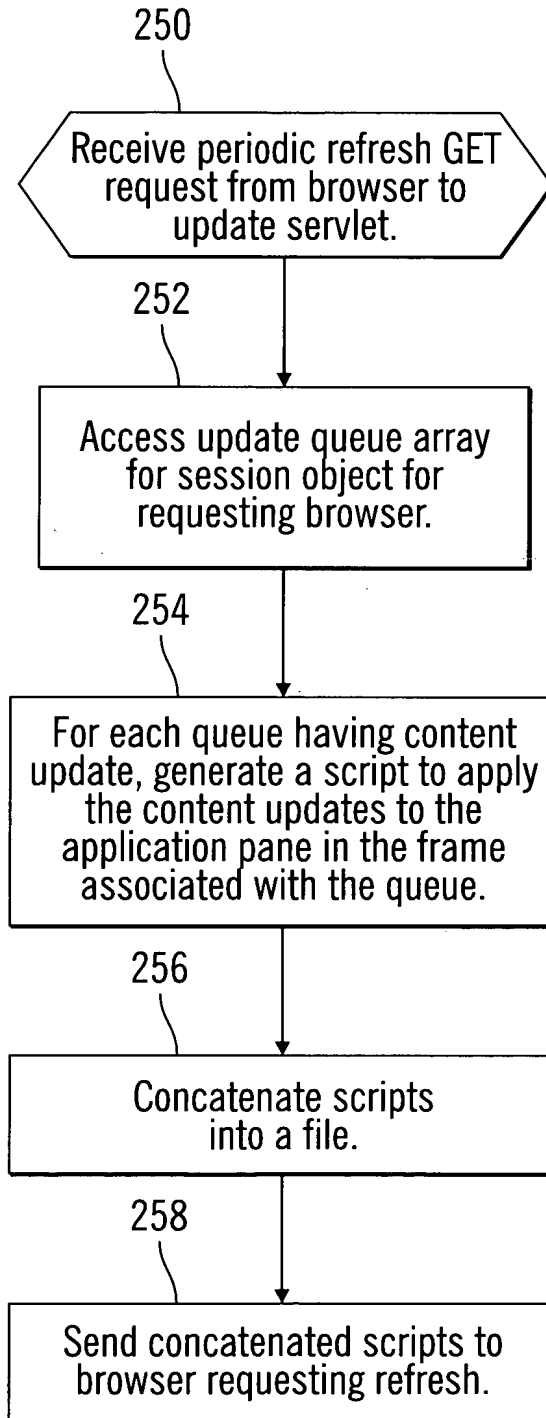 250
Receive periodic refresh GET
request from browser to
update servlet.
252
Access update queue array
for session object for
requesting browser.
254
For each queue having content
update, generate a script to apply
the content updates to the
application pane in the frame
associated with the queue.
256
Concatenate scripts
into a file.
258
Send concatenated scripts to
browser requesting refresh.